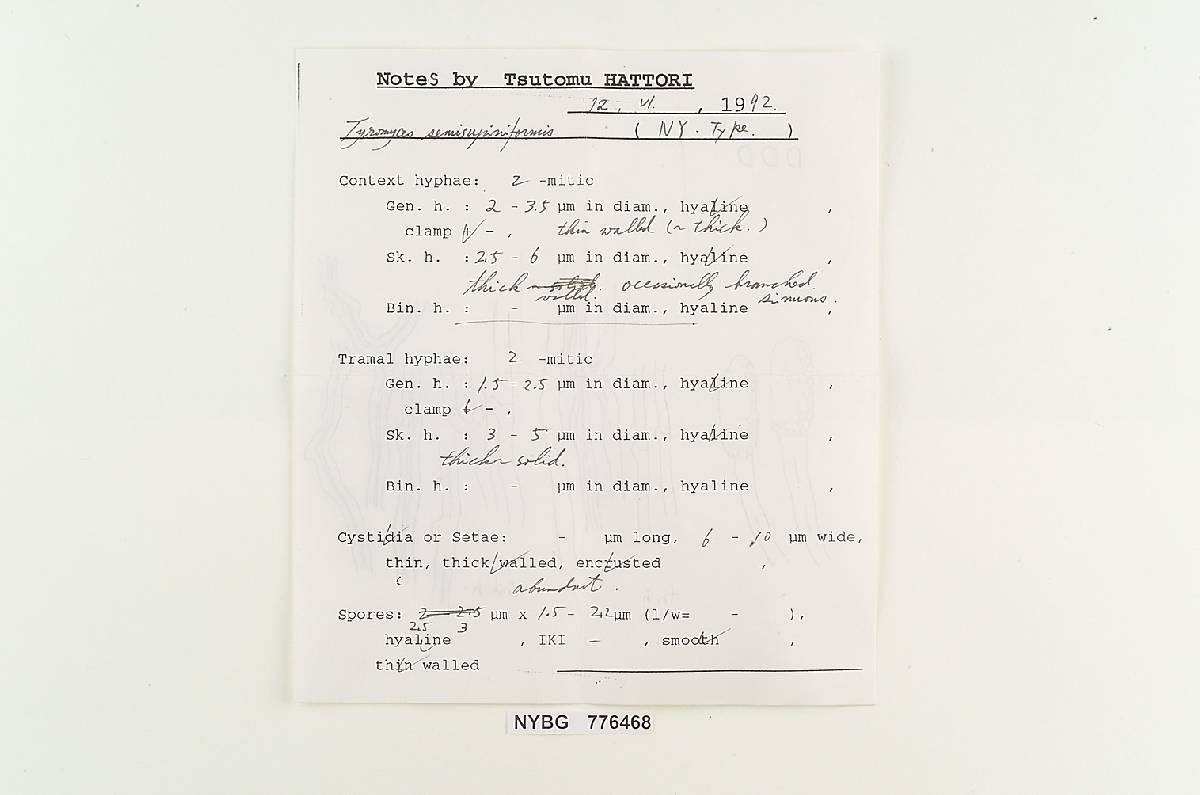 Notes by Tsutomu HATTORI
12, VI. , 1992.
Tyromyces semisupiniformis ( NY. Type. )
Context hyphae: 2 -mitic
Gen. h. : 2 - 3.5 µm in diam., hyaline ,
clamp - , thin walled (~ thick.)
Sk. h. : 2.5 - 6 µm in diam., hyaline ,
thick walled. occasionally branched. sinuous.
Bin. h. : - µm in diam., hyaline ,
Tramal hyphae: 2 -mitic
Gen. h. : 1.5 - 2.5 µm in diam., hyaline ,
clamp + - ,
Sk. h. : 3 - 5 µm in diam., hyaline ,
thick ~ solid.
Bin. h. : - µm in diam., hyaline ,
Cystidia or Setae: - µm long, 6 - 10 µm wide,
thin, thick walled, encrusted ,
abundant .
Spores: 2 - 2.5 µm x 1.5 - 2.2 µm (l/w= - ),
2.5 3
hyaline , IKI - , smooth ,
thin walled
NYBG 776468